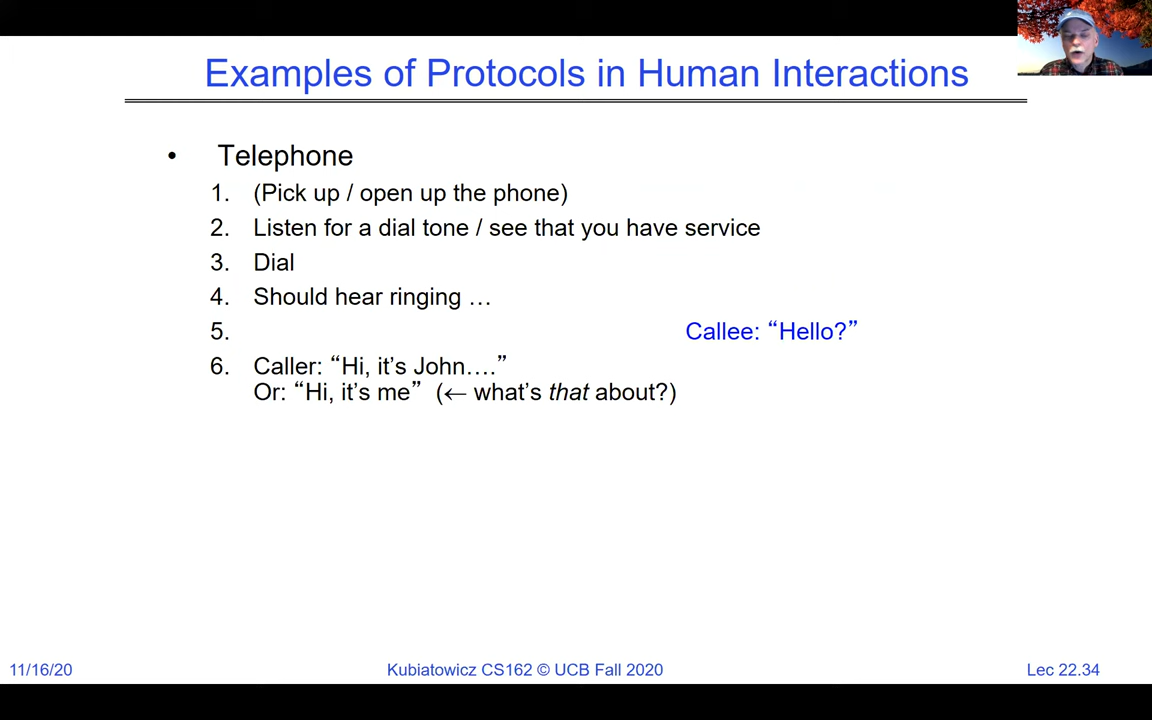 Examples of Protocols in Human Interactions
• Telephone
1. (Pick up / open up the phone)
2. Listen for a dial tone / see that you have service
3. Dial
4. Should hear ringing …
5. Callee: “Hello?”
6. Caller: “Hi, it’s John….”
Or: “Hi, it’s me” (← what’s that about?)
11/16/20 Kubiatowicz CS162 © UCB Fall 2020 Lec 22.34